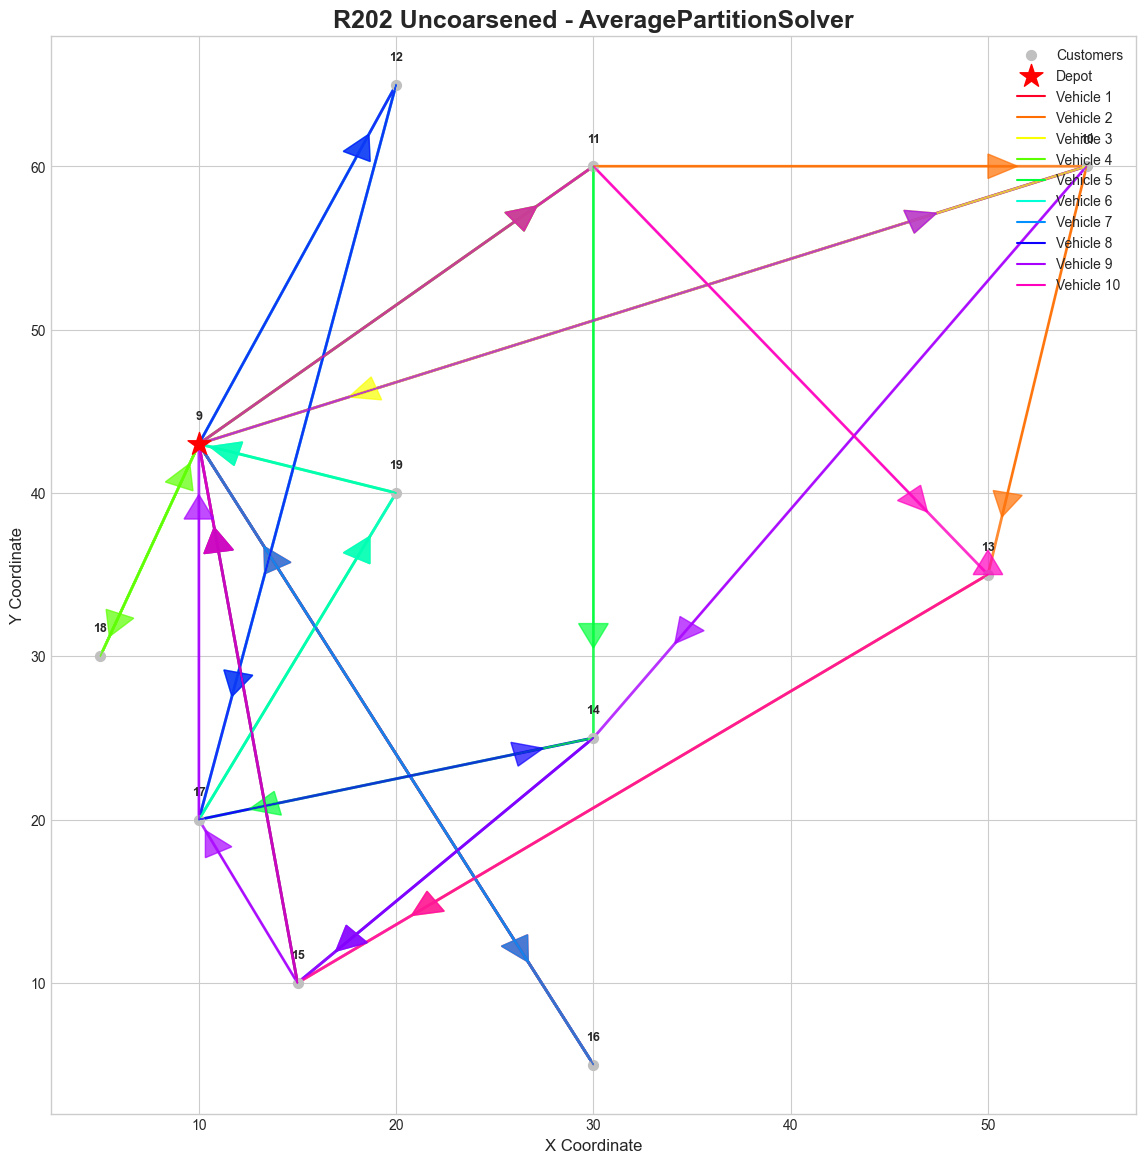 R202 Uncoarsened - AveragePartitionSolver
Customers
Depot
Vehicle 1
Vehicle 2
Vehicle 3
Vehicle 4
Vehicle 5
Vehicle 6
Vehicle 7
Vehicle 8
Vehicle 9
Vehicle 10
12
11
10
9
19
13
18
14
17
15
16
60
50
40
30
20
10
Y Coordinate
10
20
30
40
50
X Coordinate